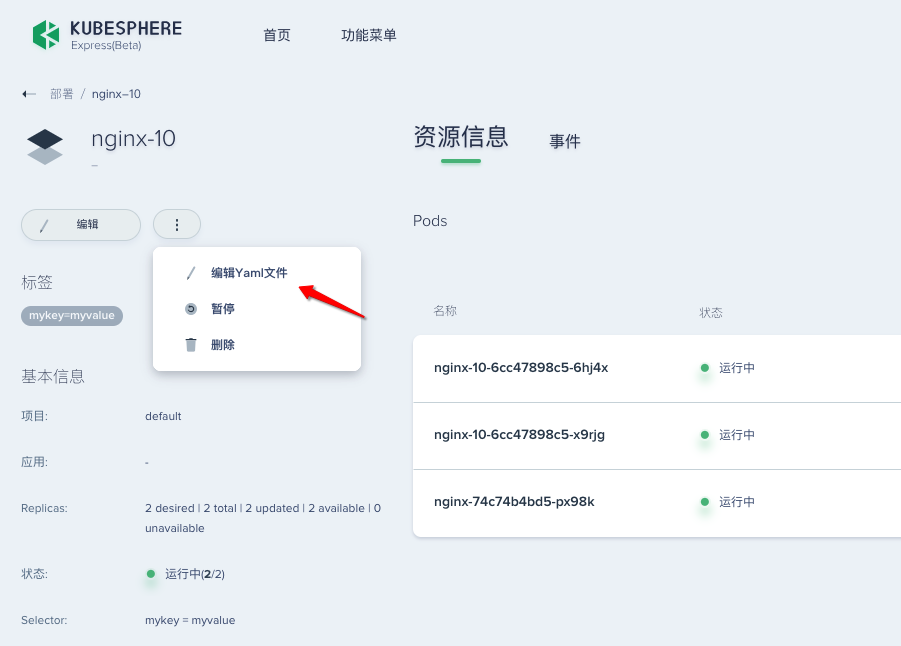 KUBESPHERE
Express(Beta)
首页
功能菜单
部署 / nginx-10
nginx-10
-
编辑
编辑Yaml文件
暂停
删除
标签
mykey=myvalue
基本信息
项目: default
应用: -
Replicas: 2 desired | 2 total | 2 updated | 2 available | 0
unavailable
状态: 运行中(2/2)
Selector: mykey = myvalue
资源信息
事件
Pods
名称 状态
nginx-10-6cc47898c5-6hj4x 运行中
nginx-10-6cc47898c5-x9rjg 运行中
nginx-74c74b4bd5-px98k 运行中